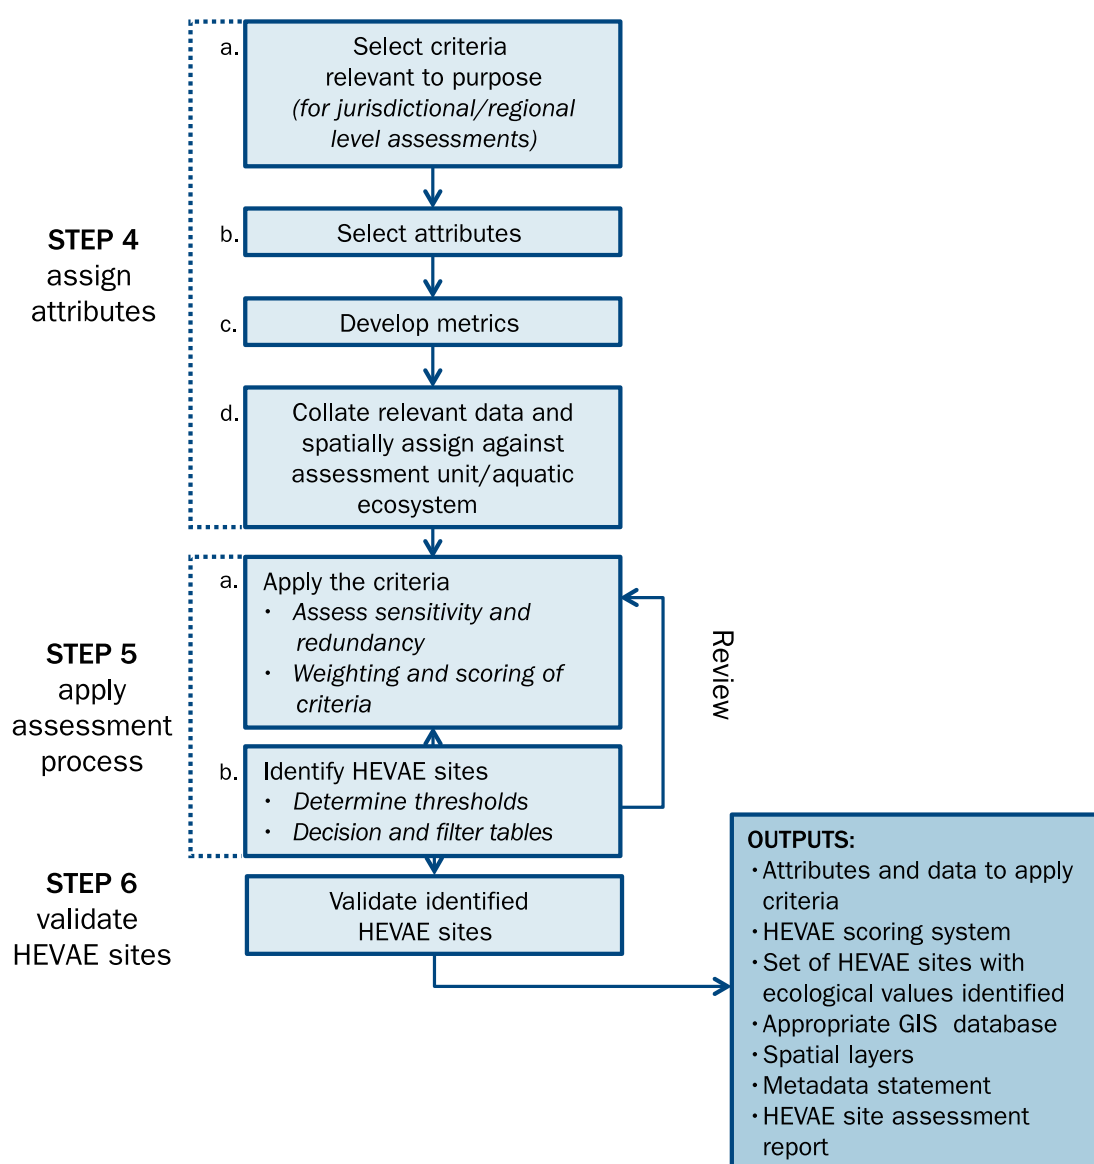 a.
Select criteria
relevant to purpose
(for jurisdictional/regional
level assessments)
STEP 4
assign
attributes
b.
Select attributes
c.
Develop metrics
d.
Collate relevant data and
spatially assign against
assessment unit/aquatic
ecosystem
STEP 5
apply
assessment
process
a.
Apply the criteria
· Assess sensitivity and
redundancy
· Weighting and scoring of
criteria
Review
b.
Identify HEVAE sites
· Determine thresholds
· Decision and filter tables
STEP 6
validate
HEVAE sites
Validate identified
HEVAE sites
OUTPUTS:
· Attributes and data to apply
criteria
· HEVAE scoring system
· Set of HEVAE sites with
ecological values identified
· Appropriate GIS database
· Spatial layers
· Metadata statement
· HEVAE site assessment
report